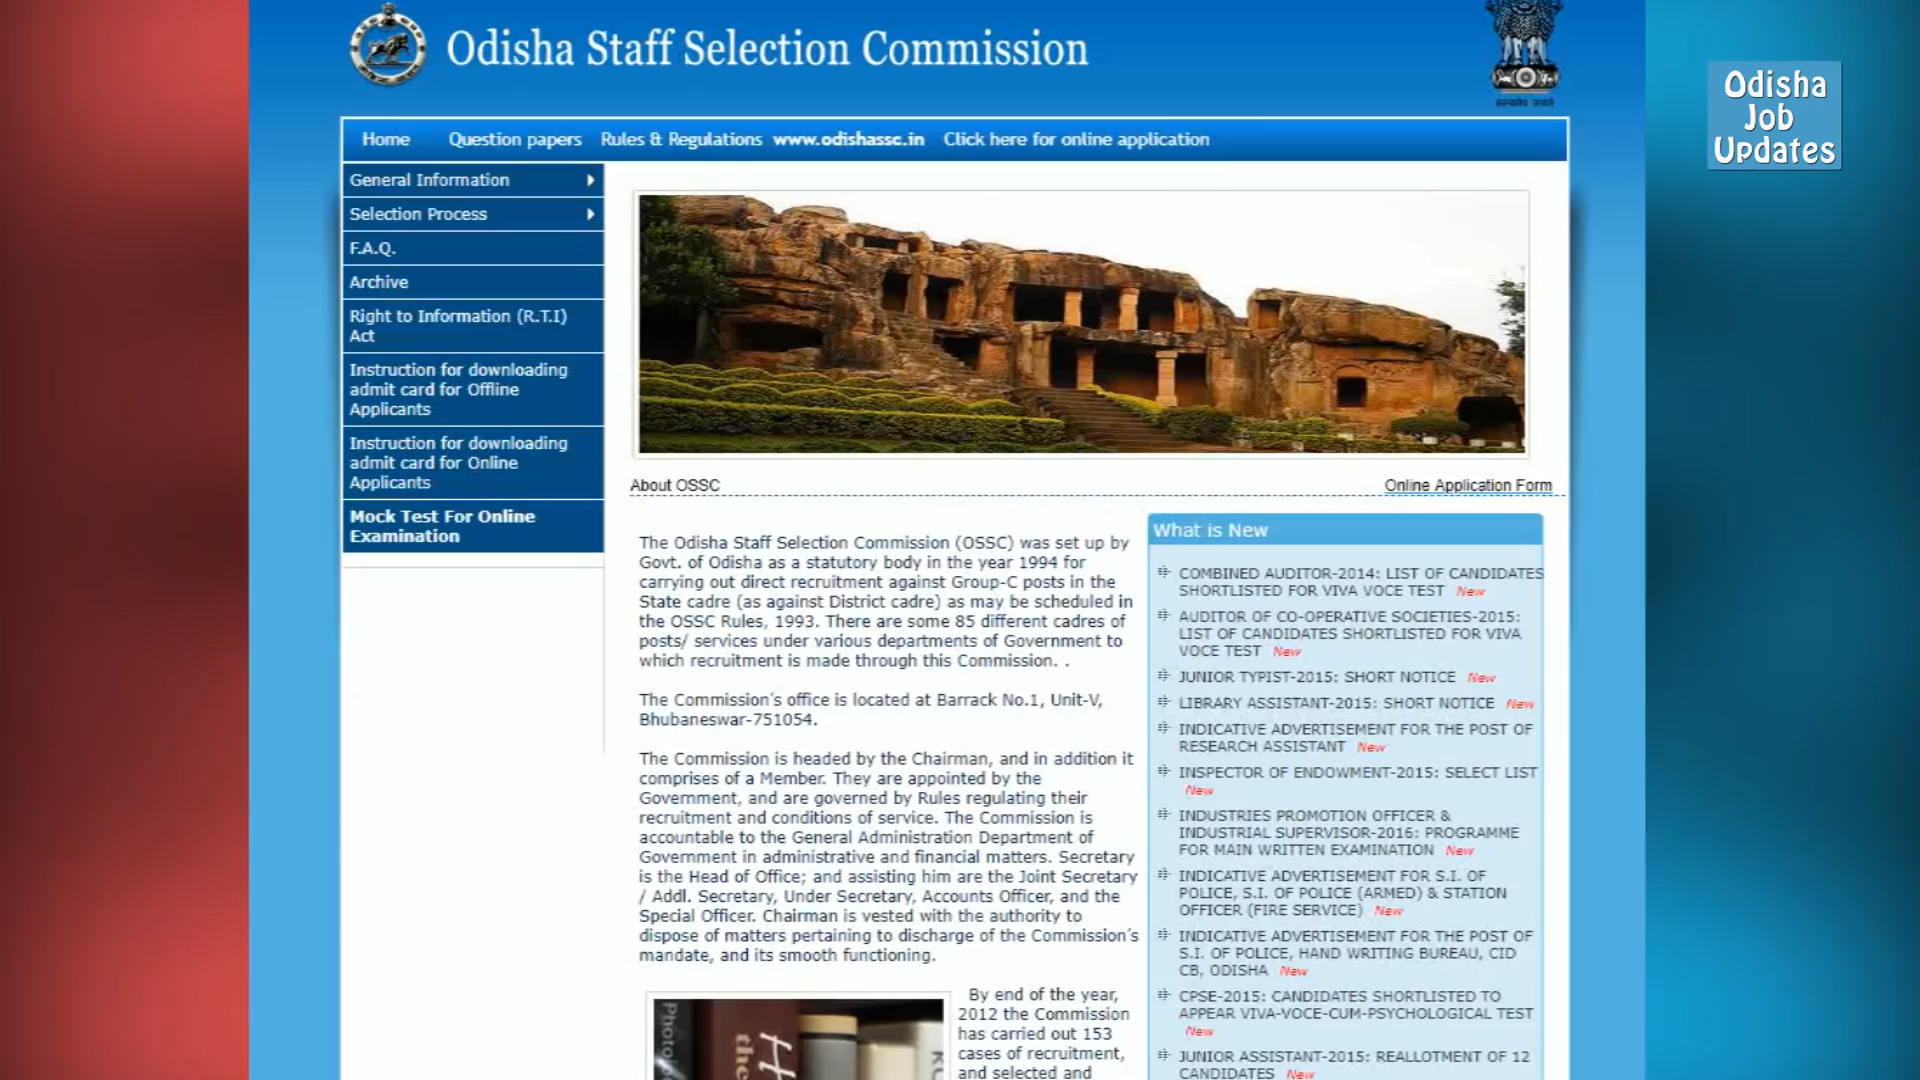 Odisha Staff Selection Commission
सत्यमेव जयते
Odisha
Job
Updates
Home Question papers Rules & Regulations www.odishassc.in Click here for online application
General Information
Selection Process
F.A.Q.
Archive
Right to Information (R.T.I)
Act
Instruction for downloading
admit card for Offline
Applicants
Instruction for downloading
admit card for Online
Applicants
Mock Test For Online
Examination
About OSSC
Online Application Form
The Odisha Staff Selection Commission (OSSC) was set up by
Govt. of Odisha as a statutory body in the year 1994 for
carrying out direct recruitment against Group-C posts in the
State cadre (as against District cadre) as may be scheduled in
the OSSC Rules, 1993. There are some 85 different cadres of
posts/ services under various departments of Government to
which recruitment is made through this Commission. .
The Commission's office is located at Barrack No.1, Unit-V,
Bhubaneswar-751054.
The Commission is headed by the Chairman, and in addition it
comprises of a Member. They are appointed by the
Government, and are governed by Rules regulating their
recruitment and conditions of service. The Commission is
accountable to the General Administration Department of
Government in administrative and financial matters. Secretary
is the Head of Office; and assisting him are the Joint Secretary
/ Addl. Secretary, Under Secretary, Accounts Officer, and the
Special Officer. Chairman is vested with the authority to
dispose of matters pertaining to discharge of the Commission's
mandate, and its smooth functioning.
By end of the year,
2012 the Commission
has carried out 153
cases of recruitment,
and selected and
What is New
COMBINED AUDITOR-2014: LIST OF CANDIDATES
SHORTLISTED FOR VIVA VOCE TEST New
AUDITOR OF CO-OPERATIVE SOCIETIES-2015:
LIST OF CANDIDATES SHORTLISTED FOR VIVA
VOCE TEST New
JUNIOR TYPIST-2015: SHORT NOTICE New
LIBRARY ASSISTANT-2015: SHORT NOTICE New
INDICATIVE ADVERTISEMENT FOR THE POST OF
RESEARCH ASSISTANT New
INSPECTOR OF ENDOWMENT-2015: SELECT LIST
New
INDUSTRIES PROMOTION OFFICER &
INDUSTRIAL SUPERVISOR-2016: PROGRAMME
FOR MAIN WRITTEN EXAMINATION New
INDICATIVE ADVERTISEMENT FOR S.I. OF
POLICE, S.I. OF POLICE (ARMED) & STATION
OFFICER (FIRE SERVICE) New
INDICATIVE ADVERTISEMENT FOR THE POST OF
S.I. OF POLICE, HAND WRITING BUREAU, CID
CB, ODISHA New
CPSE-2015: CANDIDATES SHORTLISTED TO
APPEAR VIVA-VOCE-CUM-PSYCHOLOGICAL TEST
New
JUNIOR ASSISTANT-2015: REALLOTMENT OF 12
CANDIDATES New